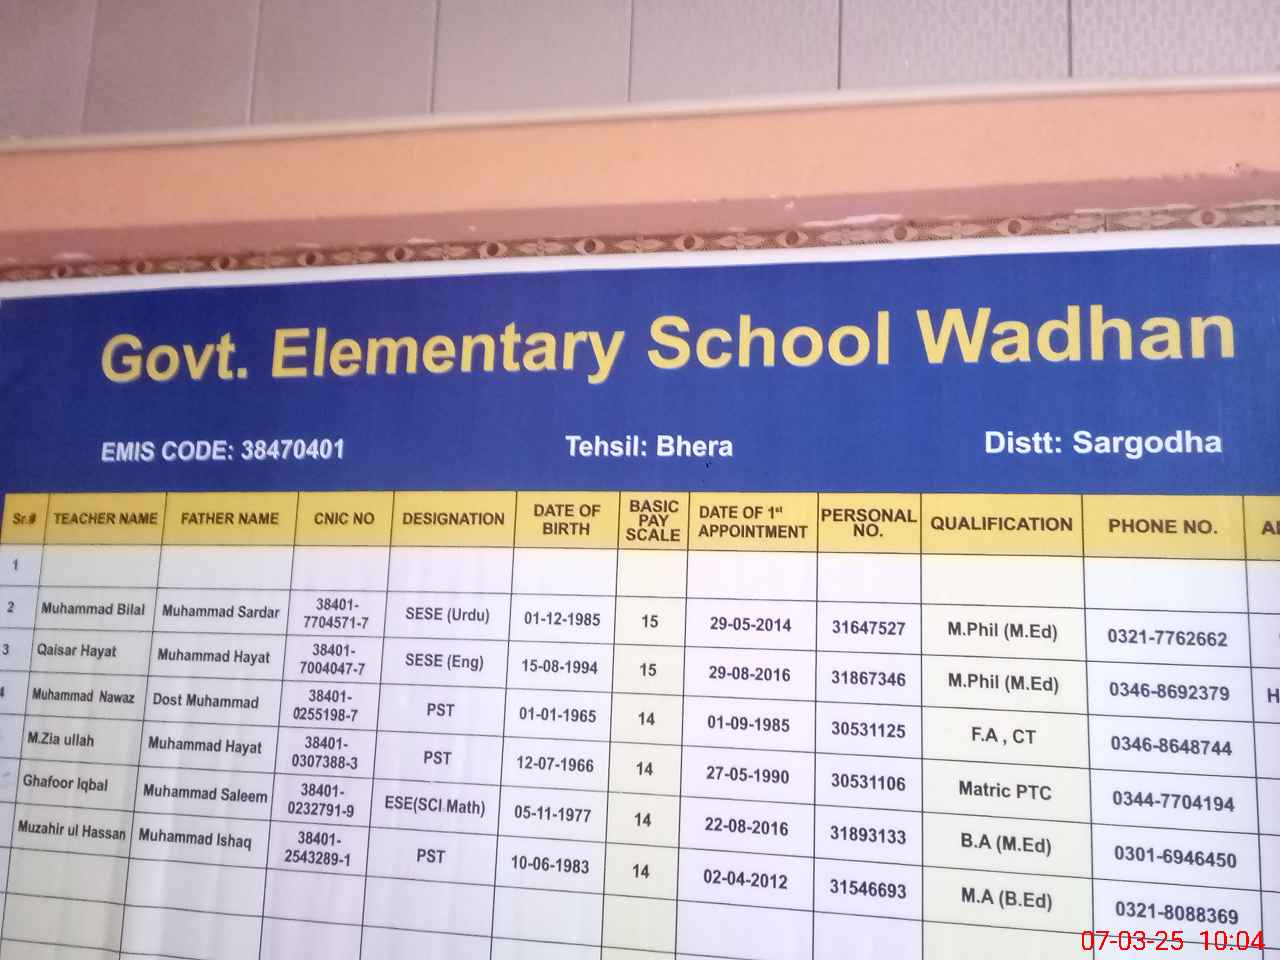 Govt. Elementary School Wadhan
EMIS CODE: 38470401 Tehsil: Bhera Distt: Sargodha
Sr.# TEACHER NAME FATHER NAME CNIC NO DESIGNATION DATE OF BIRTH BASIC PAY SCALE DATE OF 1st APPOINTMENT PERSONAL NO. QUALIFICATION PHONE NO.
1
2 Muhammad Bilal Muhammad Sardar 38401-7704571-7 SESE (Urdu) 01-12-1985 15 29-05-2014 31647527 M.Phil (M.Ed) 0321-7762662
3 Qaisar Hayat Muhammad Hayat 38401-7004047-7 SESE (Eng) 15-08-1994 15 29-08-2016 31867346 M.Phil (M.Ed) 0346-8692379 H
4 Muhammad Nawaz Dost Muhammad 38401-0255198-7 PST 01-01-1965 14 01-09-1985 30531125 F.A , CT 0346-8648744
M.Zia ullah Muhammad Hayat 38401-0307388-3 PST 12-07-1966 14 27-05-1990 30531106 Matric PTC 0344-7704194
Ghafoor Iqbal Muhammad Saleem 38401-0232791-9 ESE(SCI Math) 05-11-1977 14 22-08-2016 31893133 B.A (M.Ed) 0301-6946450
Muzahir ul Hassan Muhammad Ishaq 38401-2543289-1 PST 10-06-1983 14 02-04-2012 31546693 M.A (B.Ed) 0321-8088369
07-03-25 10:04